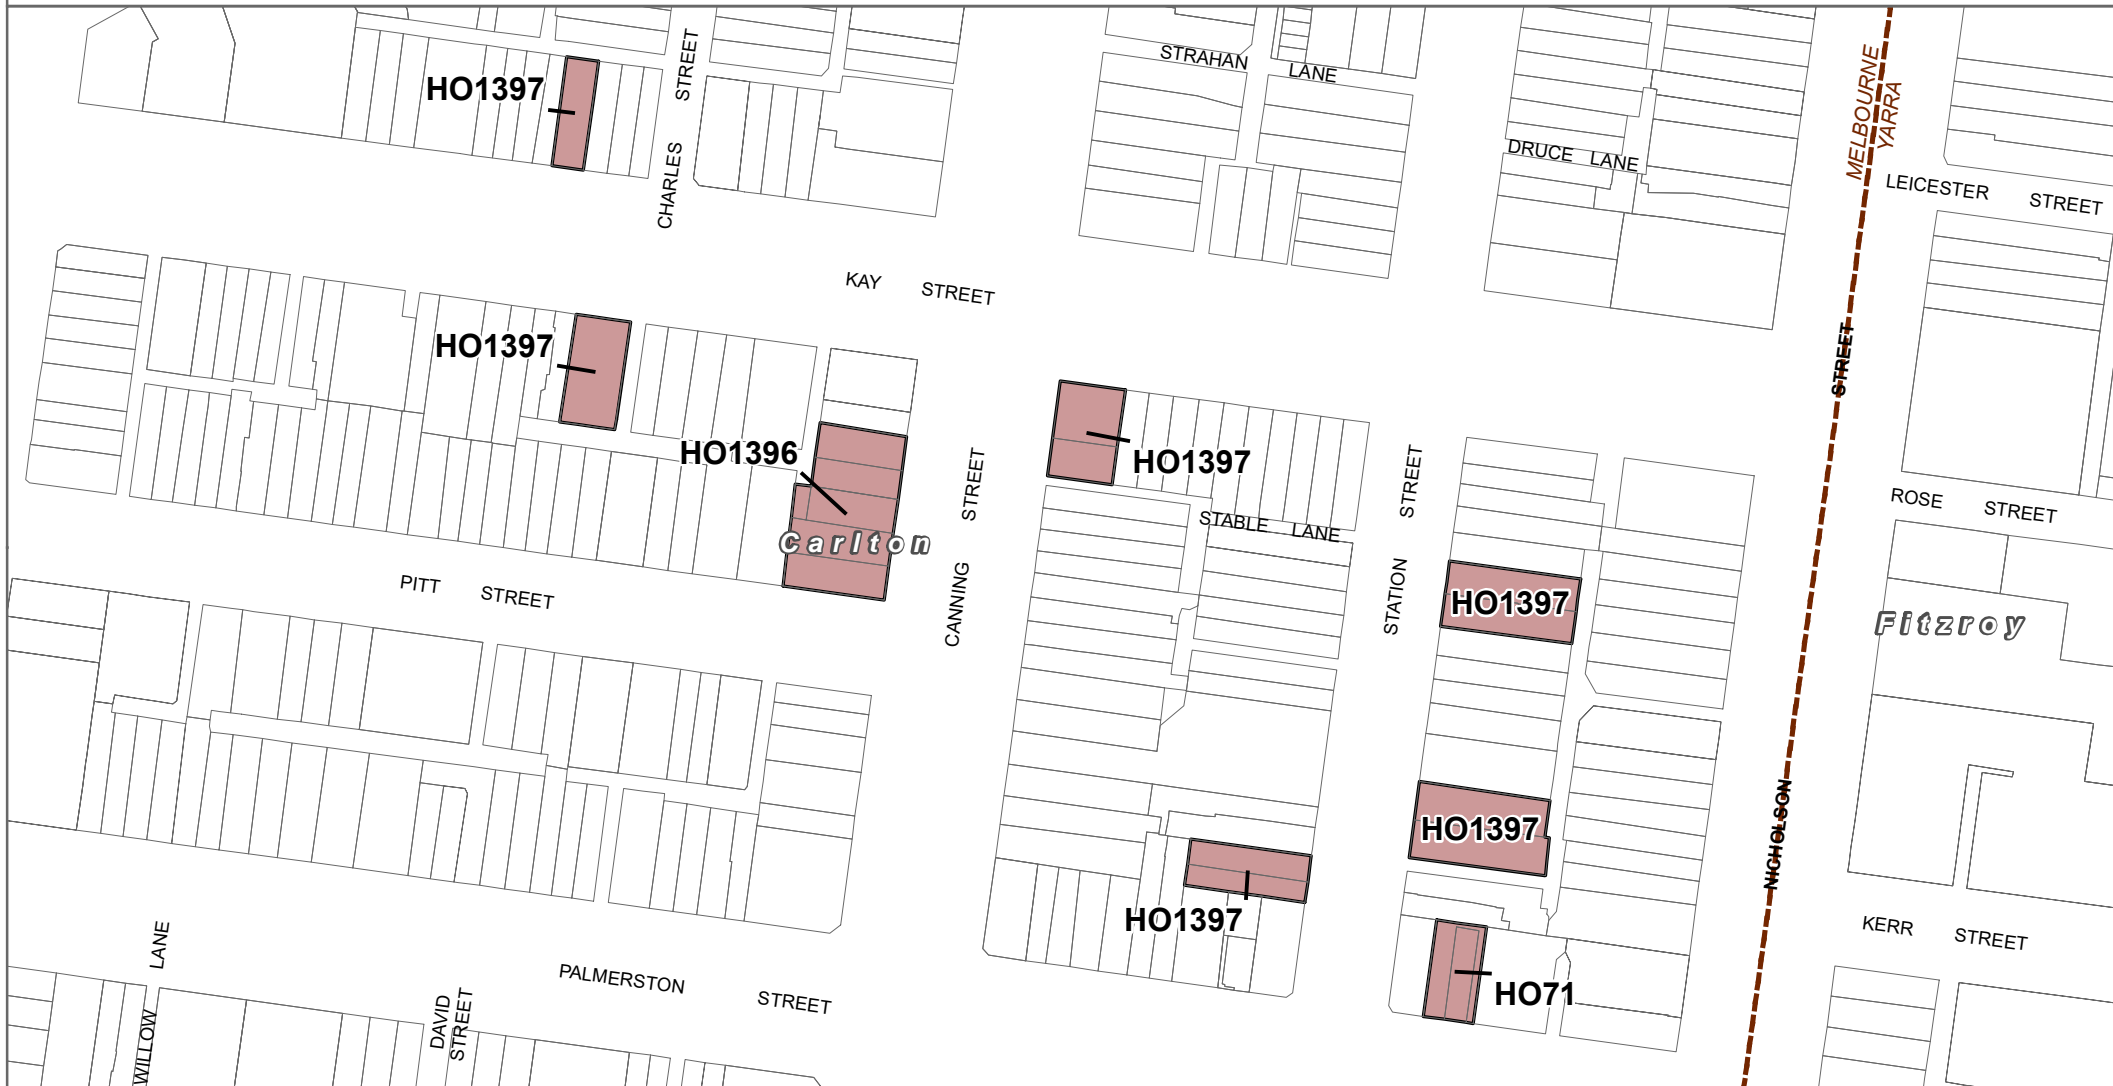 STRAHAN LANE
HO1397
CHARLES STREET
MELBOURNE
YARRA
DRUCE LANE
LEICESTER STREET
KAY STREET
HO1397
STREET
HO1396
HO1397
CANNING STREET
STATION STREET
STABLE LANE
ROSE STREET
Carlton
PITT STREET
HO1397
Fitzroy
HO1397
NICHOLSON
HO1397
KERR STREET
WILLOW LANE
DAVID STREET
PALMERSTON STREET
HO71